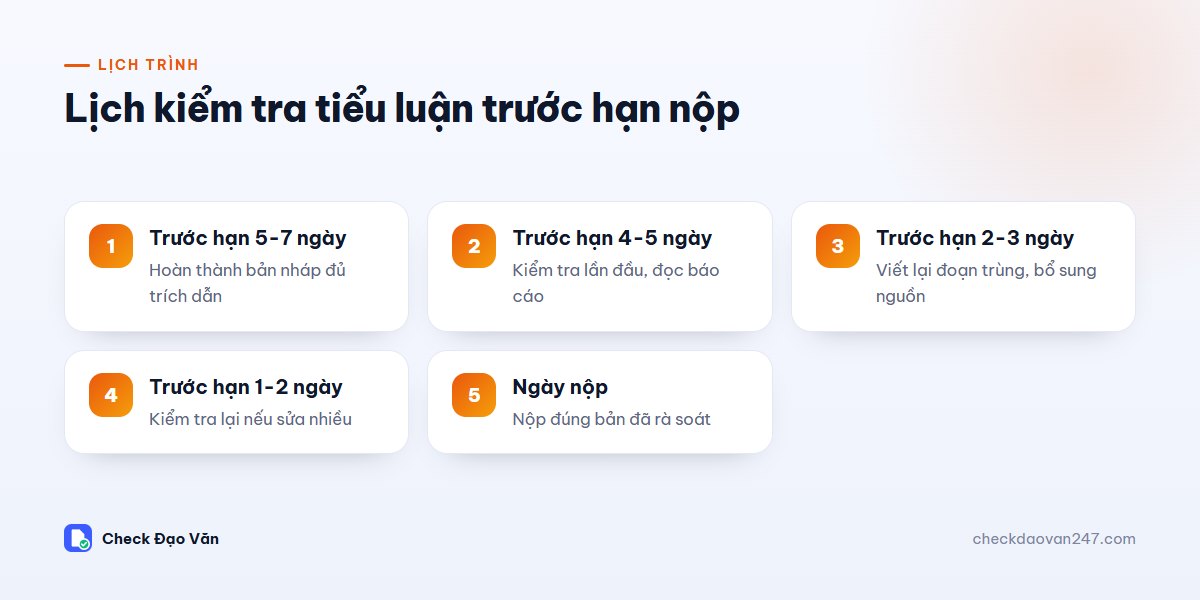 LỊCH TRÌNH
Lịch kiểm tra tiểu luận trước hạn nộp
1
Trước hạn 5-7 ngày
Hoàn thành bản nháp đủ
trích dẫn
2
Trước hạn 4-5 ngày
Kiểm tra lần đầu, đọc báo
cáo
3
Trước hạn 2-3 ngày
Viết lại đoạn trùng, bổ sung
nguồn
4
Trước hạn 1-2 ngày
Kiểm tra lại nếu sửa nhiều
5
Ngày nộp
Nộp đúng bản đã rà soát
Check Đạo Văn
checkdaovan247.com